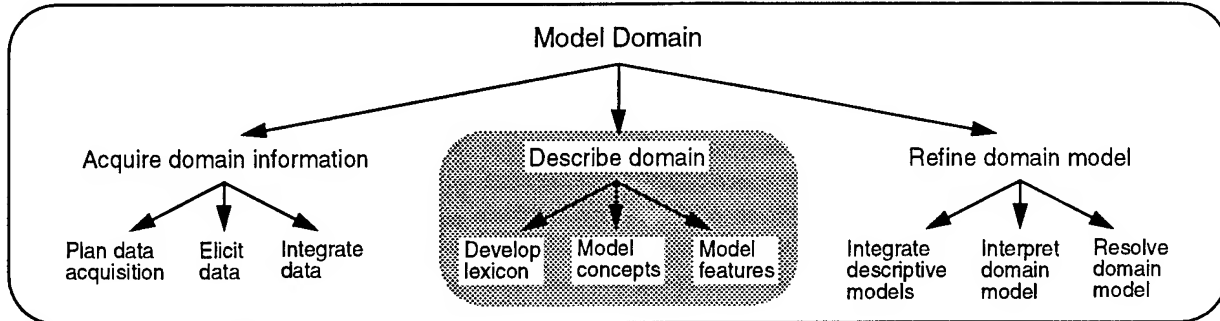 Model Domain
Acquire domain information
Describe domain
Refine domain model
Plan data
acquisition
Elicit
data
Integrate
data
Develop
lexicon
Model
concepts
Model
features
Integrate
descriptive
models
Interpret
domain
model
Resolve
domain
model